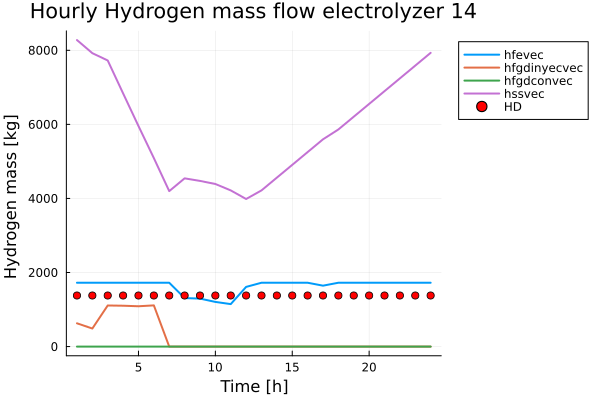 Hourly Hydrogen mass flow electrolyzer 14
Hydrogen mass [kg]
8000
6000
4000
2000
0
5
10
15
20
Time [h]
hfevec
hfgdinyecvec
hfgdconvec
hssvec
HD